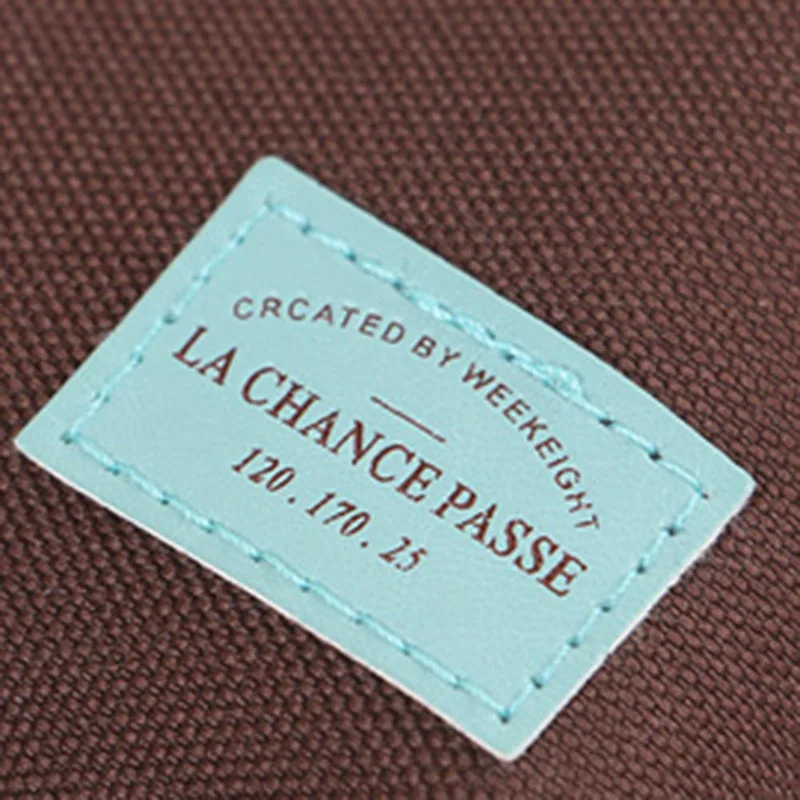 CRCATED BY WEEKEIGHT
LA CHANCE PASSE
120.170.25